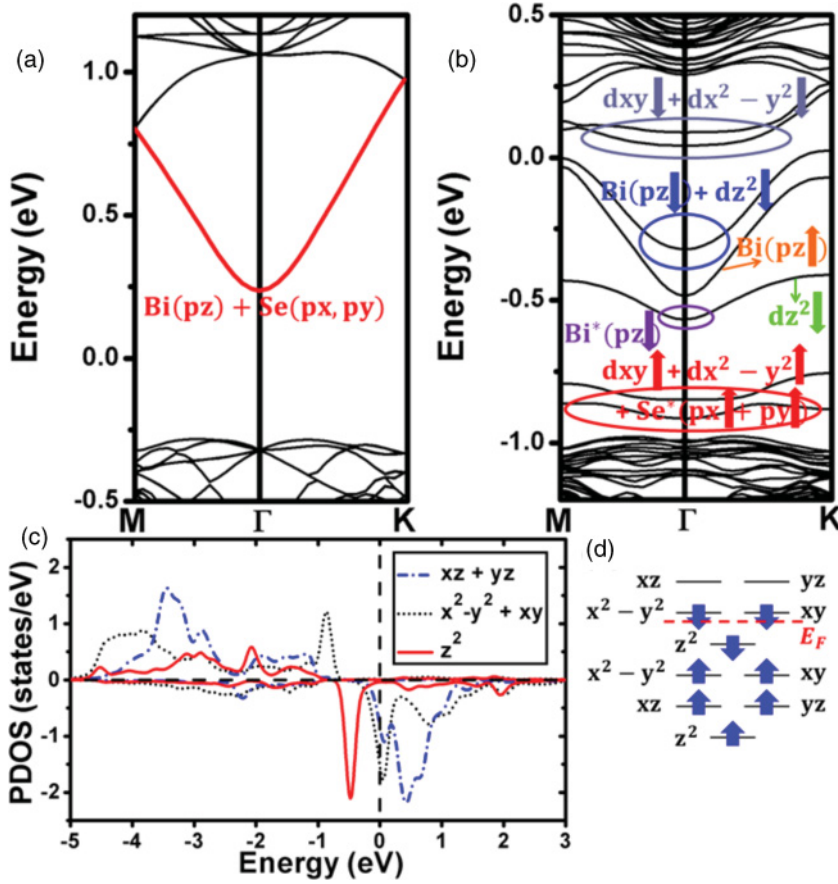 (a)
Energy (eV)
1.0
0.5
0.0
-0.5
Bi(pz) + Se(px, py)
M Γ K
(b)
Energy (eV)
0.5
0.0
-0.5
-1.0
dxy + dx² − y²
Bi(pz) + dz²
Bi(pz)
Bi*(pz)
dz²
dxy + dx² − y²
+ Se*(px + py)
M Γ K
(c)
PDOS (states/eV)
2
1
0
-1
-2
xz + yz
x²-y² + xy
z²
-5 -4 -3 -2 -1 0 1 2 3
Energy (eV)
(d)
xz yz
x² − y² xy
E_F
z²
x² − y² xy
xz yz
z²